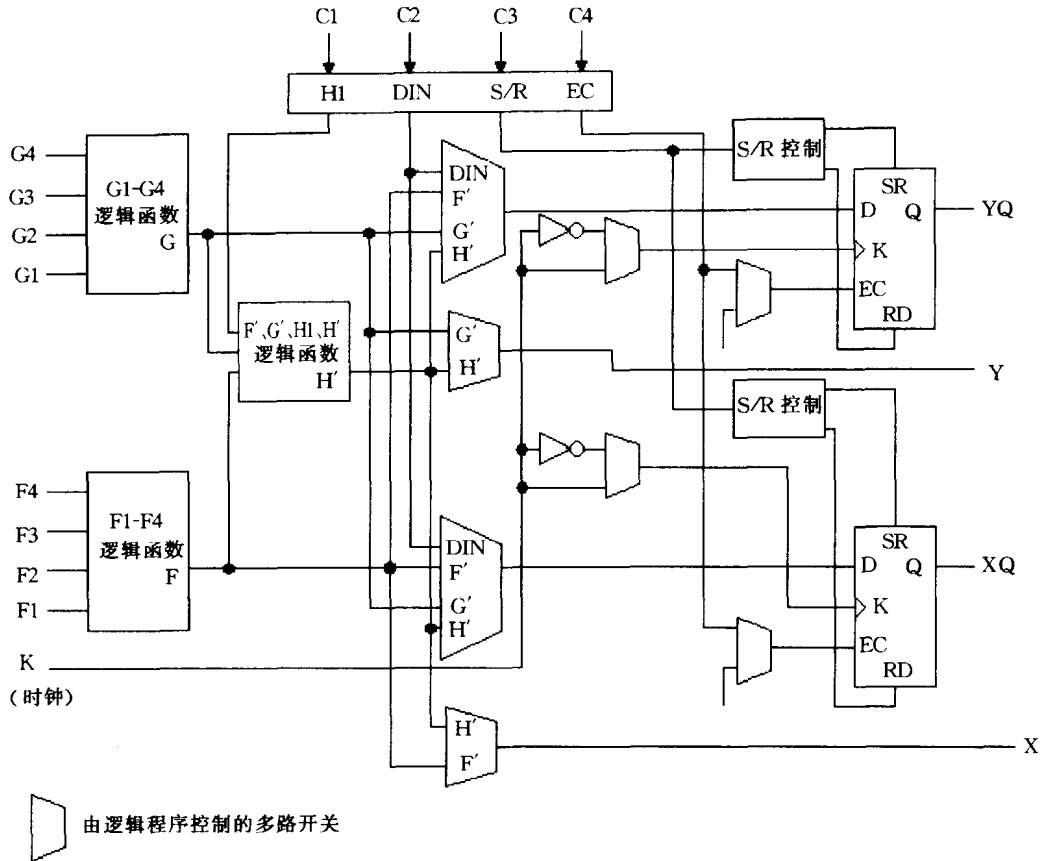 C1 C2 C3 C4
H1 DIN S/R EC
G4
G3
G2
G1
G1-G4
逻辑函数
G
DIN
F′
G′
H′
S/R 控制
SR
D Q
K
EC
RD
YQ
F′、G′、H1、H′
逻辑函数
H′
G′
H′
Y
S/R 控制
F4
F3
F2
F1
F1-F4
逻辑函数
F
DIN
F′
G′
H′
SR
D Q
K
EC
RD
XQ
K
(时钟)
H′
F′
X
由逻辑程序控制的多路开关